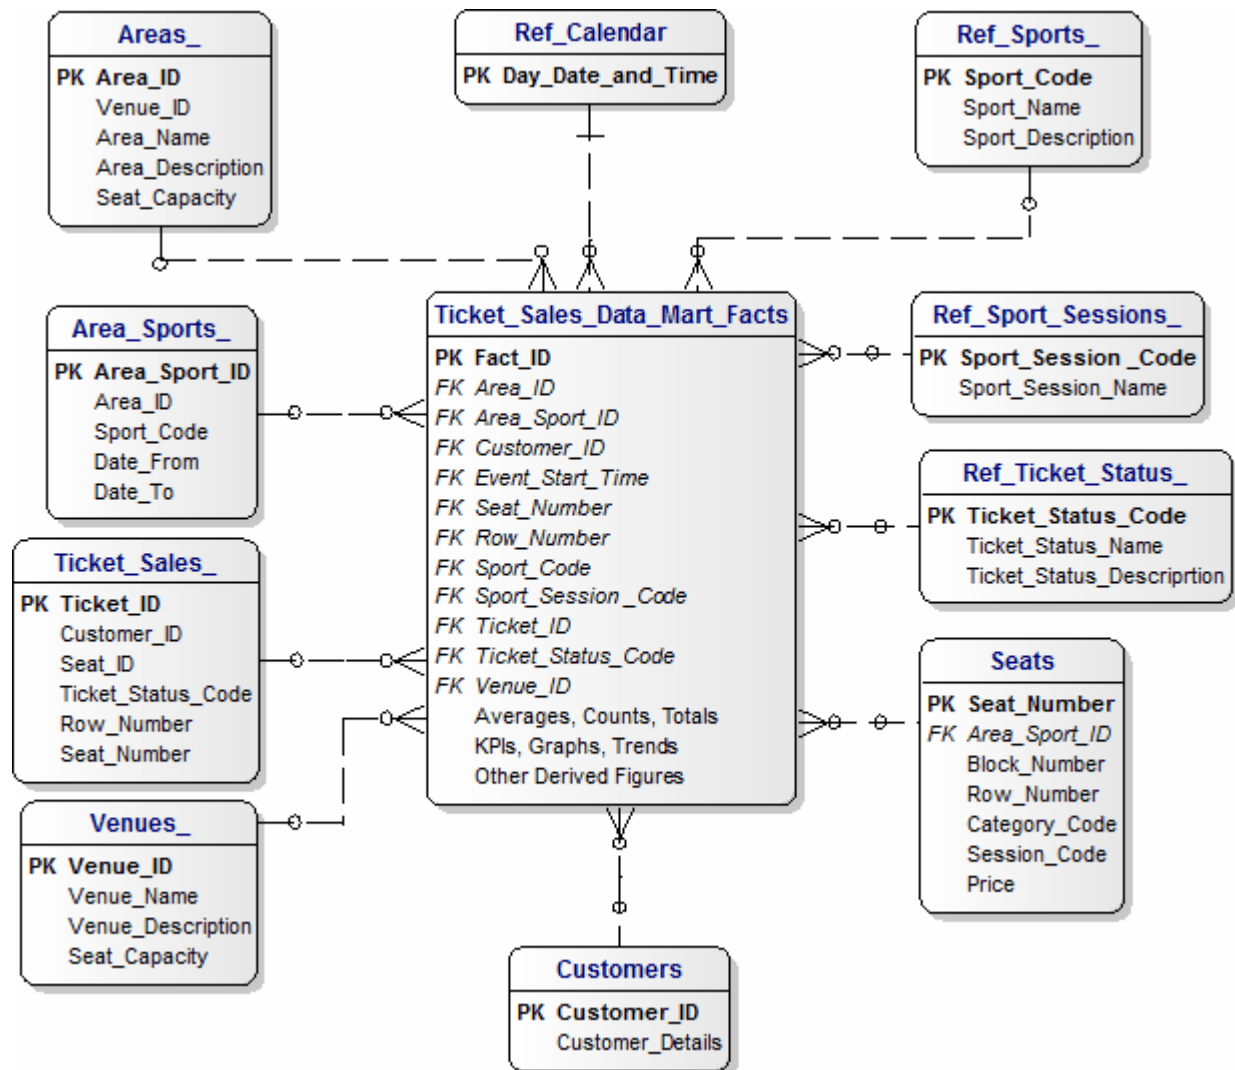 Areas_
PK Area_ID
Venue_ID
Area_Name
Area_Description
Seat_Capacity
Ref_Calendar
PK Day_Date_and_Time
Ref_Sports_
PK Sport_Code
Sport_Name
Sport_Description
Area_Sports_
PK Area_Sport_ID
Area_ID
Sport_Code
Date_From
Date_To
Ticket_Sales_Data_Mart_Facts
PK Fact_ID
FK Area_ID
FK Area_Sport_ID
FK Customer_ID
FK Event_Start_Time
FK Seat_Number
FK Row_Number
FK Sport_Code
FK Sport_Session_Code
FK Ticket_ID
FK Ticket_Status_Code
FK Venue_ID
Averages, Counts, Totals
KPIs, Graphs, Trends
Other Derived Figures
Ref_Sport_Sessions_
PK Sport_Session_Code
Sport_Session_Name
Ref_Ticket_Status_
PK Ticket_Status_Code
Ticket_Status_Name
Ticket_Status_Descriprtion
Ticket_Sales_
PK Ticket_ID
Customer_ID
Seat_ID
Ticket_Status_Code
Row_Number
Seat_Number
Seats
PK Seat_Number
FK Area_Sport_ID
Block_Number
Row_Number
Category_Code
Session_Code
Price
Venues_
PK Venue_ID
Venue_Name
Venue_Description
Seat_Capacity
Customers
PK Customer_ID
Customer_Details